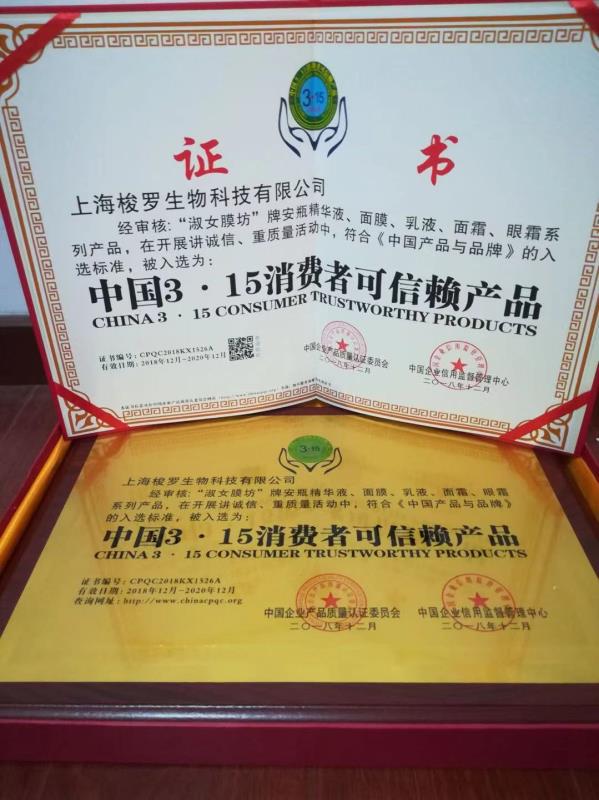 3·15
证 书
上海梭罗生物科技有限公司
经审核:“淑女膜坊”牌安瓶精华液、面膜、乳液、面霜、眼霜系
列产品，在开展讲诚信、重质量活动中，符合《中国产品与品牌》的入
选标准，被入选为：
中国3·15消费者可信赖产品
CHINA 3 · 15 CONSUMER TRUSTWORTHY PRODUCTS
证书编号: CPQC2018KX1526A
有效日期: 2018年12月-2020年12月
中国企业产品质量认证委员会
二〇一八年十二月
中国企业信用监督管理中心
二〇一八年十二月
3·15
上海梭罗生物科技有限公司
经审核:“淑女膜坊”牌安瓶精华液、面膜、乳液、面霜、眼霜
系列产品，在开展讲诚信、重质量活动中，符合《中国产品与品牌》
的入选标准，被入选为：
中国3·15消费者可信赖产品
CHINA 3 · 15 CONSUMER TRUSTWORTHY PRODUCTS
证书编号: CPQC2018KX1526A
有效日期: 2018年12月-2020年12月
查询网址: http://www.chinacpqc.org
中国企业产品质量认证委员会
二〇一八年十二月
中国企业信用监督管理中心
二〇一八年十二月